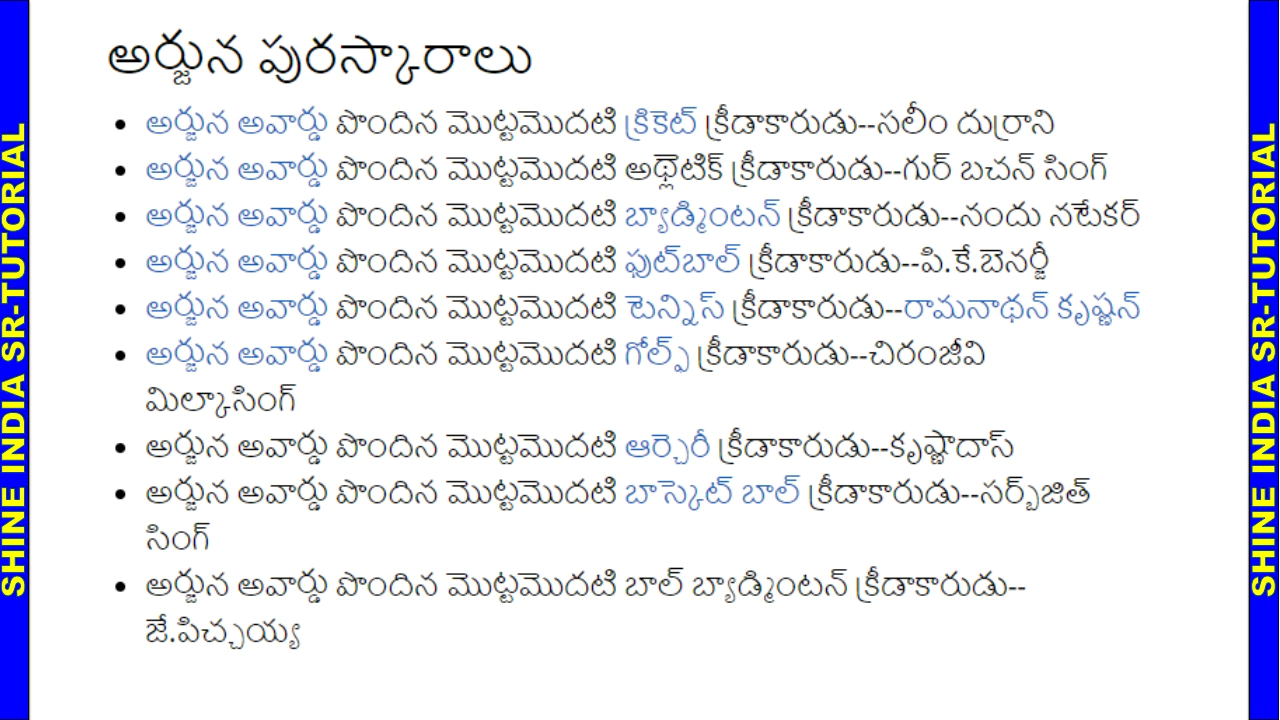 అర్జున పురస్కారాలు
• అర్జున అవార్డు పొందిన మొట్టమొదటి క్రికెట్ క్రీడాకారుడు--సలీం దుర్రాని
• అర్జున అవార్డు పొందిన మొట్టమొదటి అథ్లెటిక్ క్రీడాకారుడు--గుర్ బచన్ సింగ్
• అర్జున అవార్డు పొందిన మొట్టమొదటి బ్యాడ్మింటన్ క్రీడాకారుడు--నందు నటేకర్
• అర్జున అవార్డు పొందిన మొట్టమొదటి ఫుట్‌బాల్ క్రీడాకారుడు--పి.కే.బెనర్జీ
• అర్జున అవార్డు పొందిన మొట్టమొదటి టెన్నిస్ క్రీడాకారుడు--రామనాథన్ కృష్ణన్
• అర్జున అవార్డు పొందిన మొట్టమొదటి గోల్ఫ్ క్రీడాకారుడు--చిరంజీవి
మిల్కాసింగ్
• అర్జున అవార్డు పొందిన మొట్టమొదటి ఆర్చెరీ క్రీడాకారుడు--కృష్ణాదాస్
• అర్జున అవార్డు పొందిన మొట్టమొదటి బాస్కెట్ బాల్ క్రీడాకారుడు--సర్బ్‌జిత్
సింగ్
• అర్జున అవార్డు పొందిన మొట్టమొదటి బాల్ బ్యాడ్మింటన్ క్రీడాకారుడు--
జే.పిచ్చయ్య
SHINE INDIA SR-TUTORIAL
SHINE INDIA SR-TUTORIAL